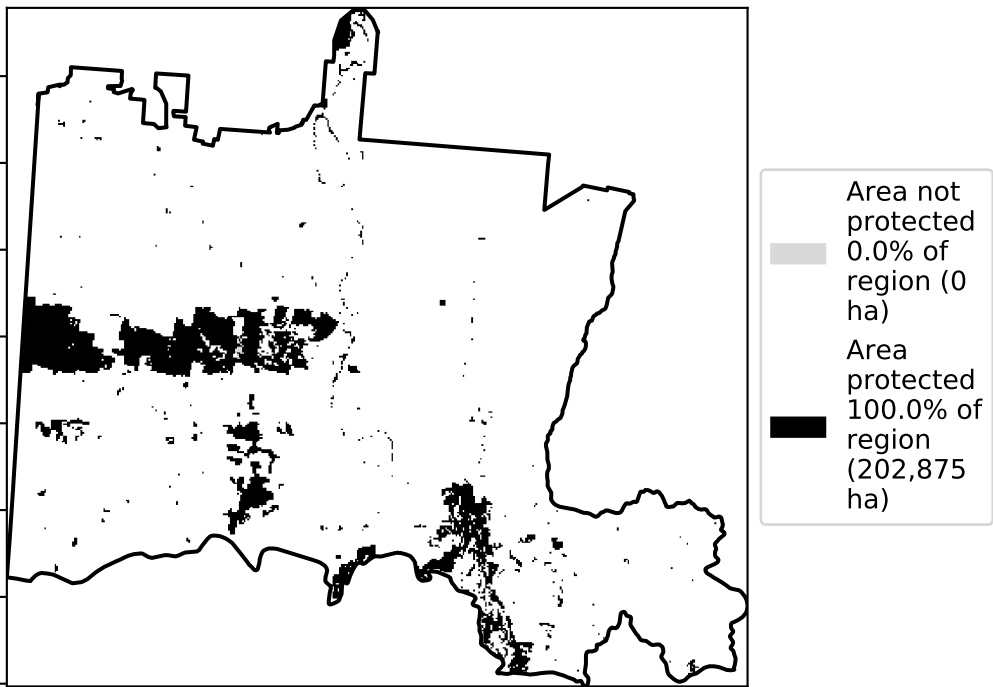 Area not
protected
0.0% of
region (0
ha)
Area
protected
100.0% of
region
(202,875
ha)